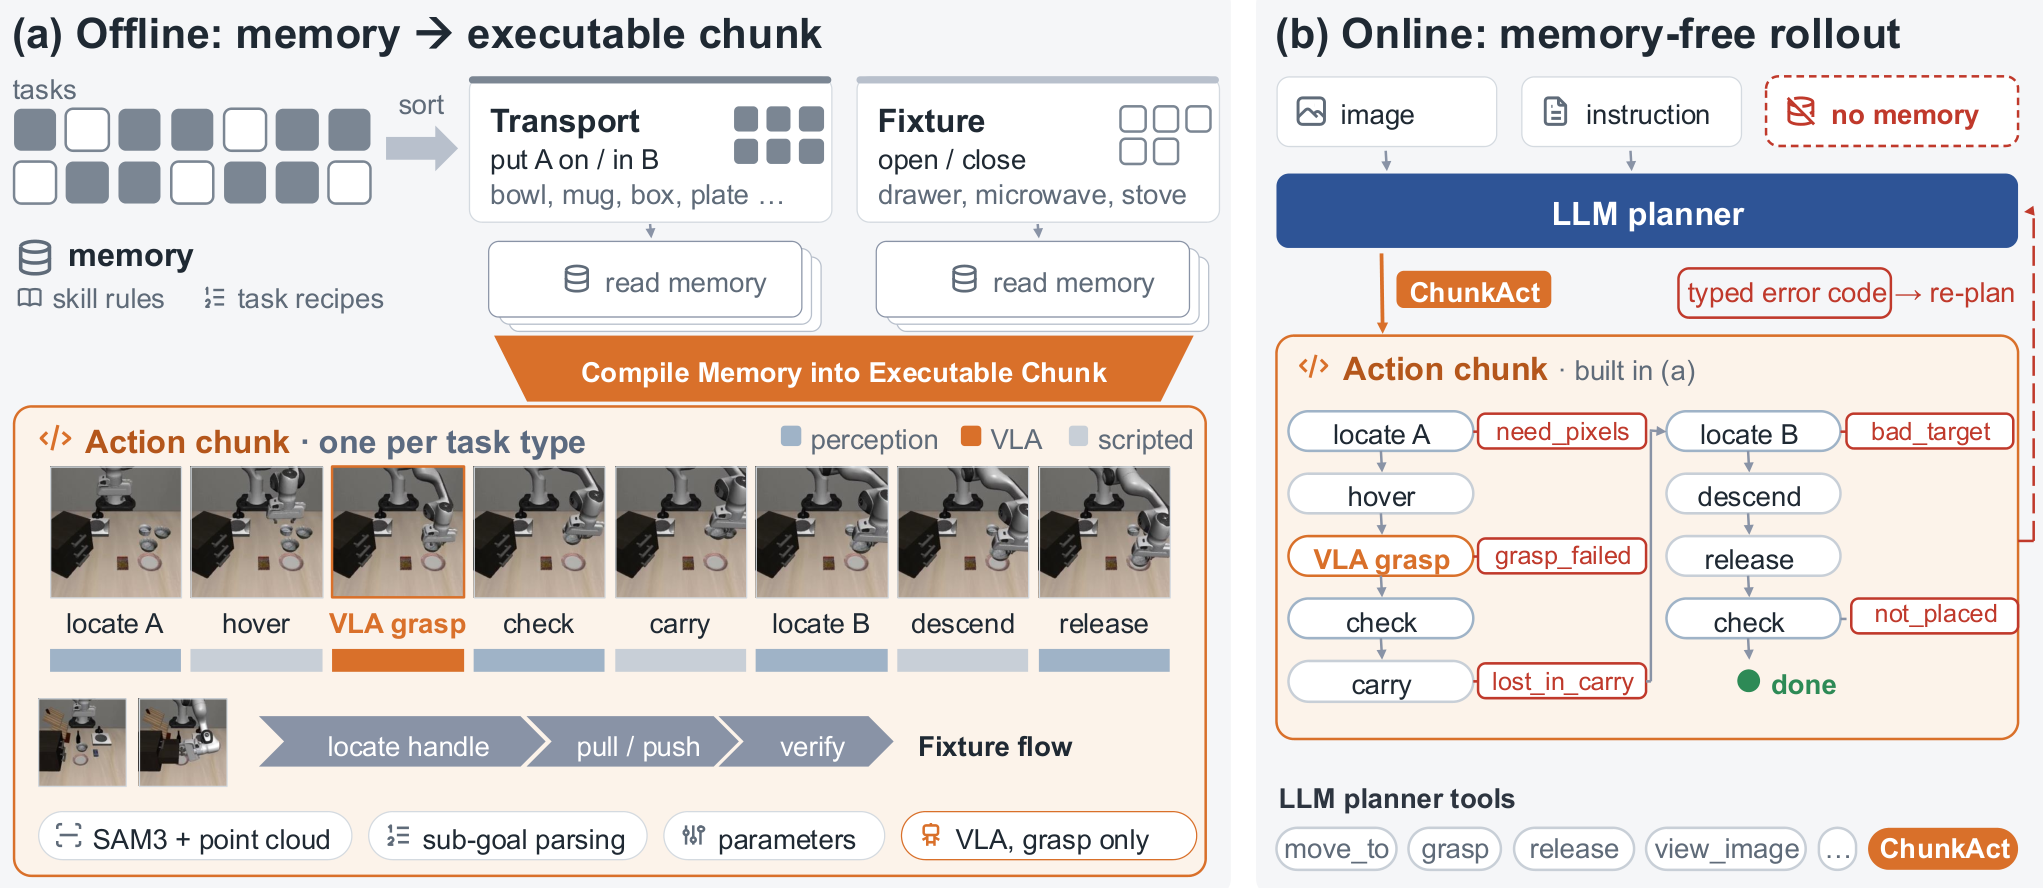 (a) Offline: memory → executable chunk
tasks
sort
Transport
put A on / in B
bowl, mug, box, plate …
Fixture
open / close
drawer, microwave, stove
memory
skill rules
task recipes
read memory
read memory
Compile Memory into Executable Chunk
Action chunk · one per task type
perception
VLA
scripted
locate A
hover
VLA grasp
check
carry
locate B
descend
release
locate handle
pull / push
verify
Fixture flow
SAM3 + point cloud
sub-goal parsing
parameters
VLA, grasp only
(b) Online: memory-free rollout
image
instruction
no memory
LLM planner
ChunkAct
typed error code → re-plan
Action chunk · built in (a)
locate A
need_pixels
hover
VLA grasp
grasp_failed
check
carry
lost_in_carry
locate B
bad_target
descend
release
check
not_placed
done
LLM planner tools
move_to
grasp
release
view_image
…
ChunkAct